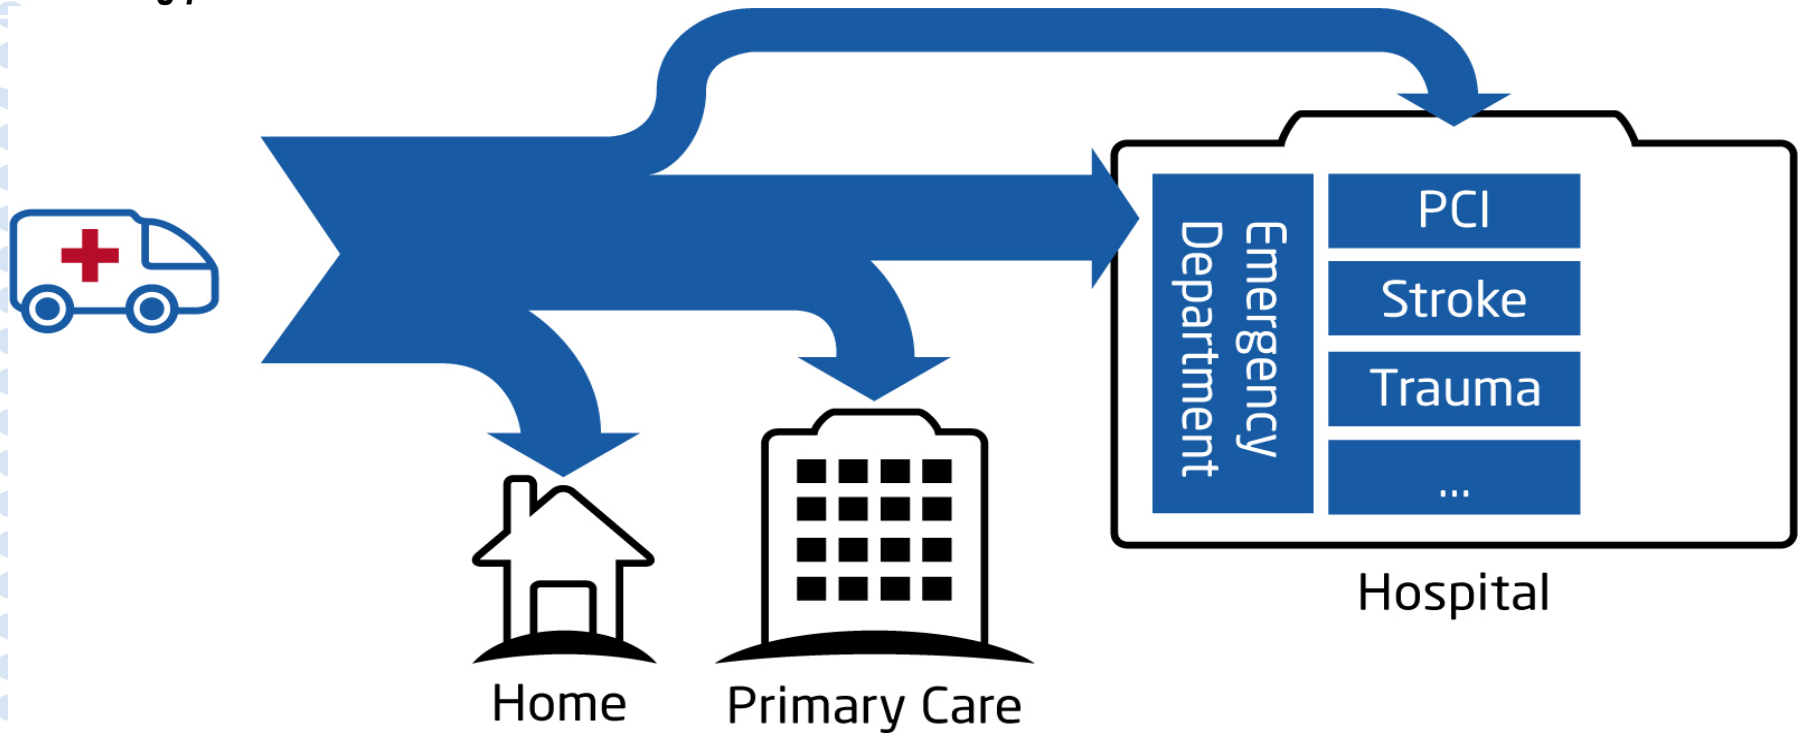 Emergency
Department
PCI
Stroke
Trauma
...
Hospital
Home
Primary Care